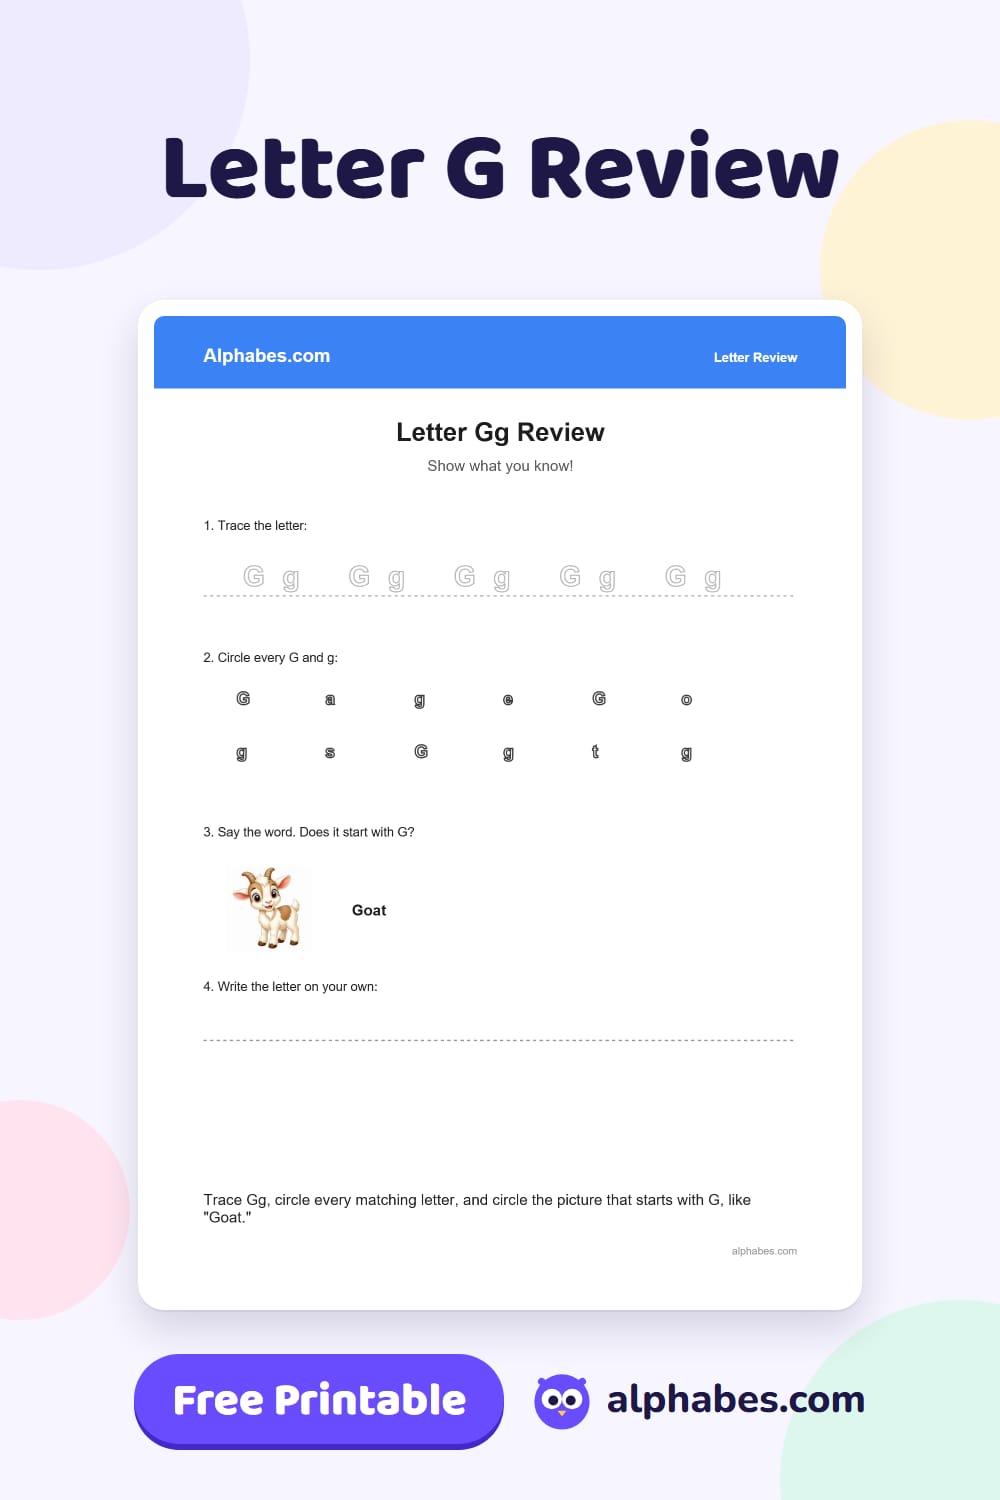 Letter G Review
Alphabes.com
Letter Review
Letter Gg Review
Show what you know!
1. Trace the letter:
G g G g G g G g G g
2. Circle every G and g:
G a g e G o
g s G g t g
3. Say the word. Does it start with G?
Goat
4. Write the letter on your own:
Trace Gg, circle every matching letter, and circle the picture that starts with G, like
"Goat."
alphabes.com
Free Printable
alphabes.com